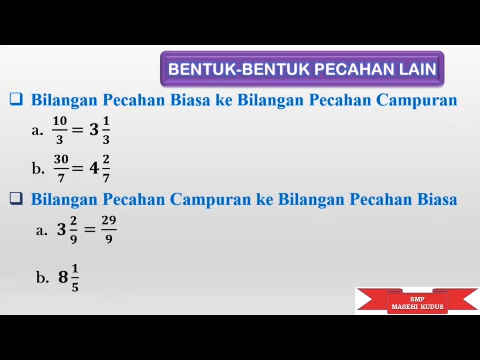 BENTUK-BENTUK PECAHAN LAIN
❑ Bilangan Pecahan Biasa ke Bilangan Pecahan Campuran
a. 10/3 = 3 1/3
b. 30/7 = 4 2/7
❑ Bilangan Pecahan Campuran ke Bilangan Pecahan Biasa
a. 3 2/9 = 29/9
b. 8 1/5
SMP
MASEHI KUDUS